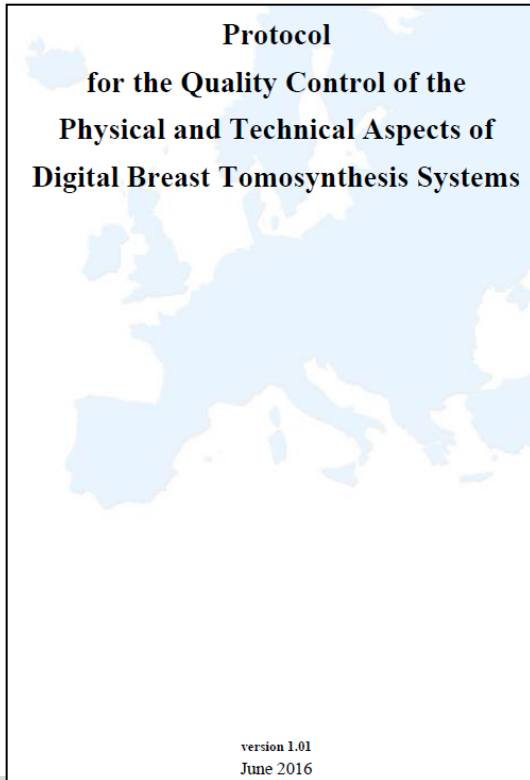 Protocol
for the Quality Control of the
Physical and Technical Aspects of
Digital Breast Tomosynthesis Systems
version 1.01
June 2016